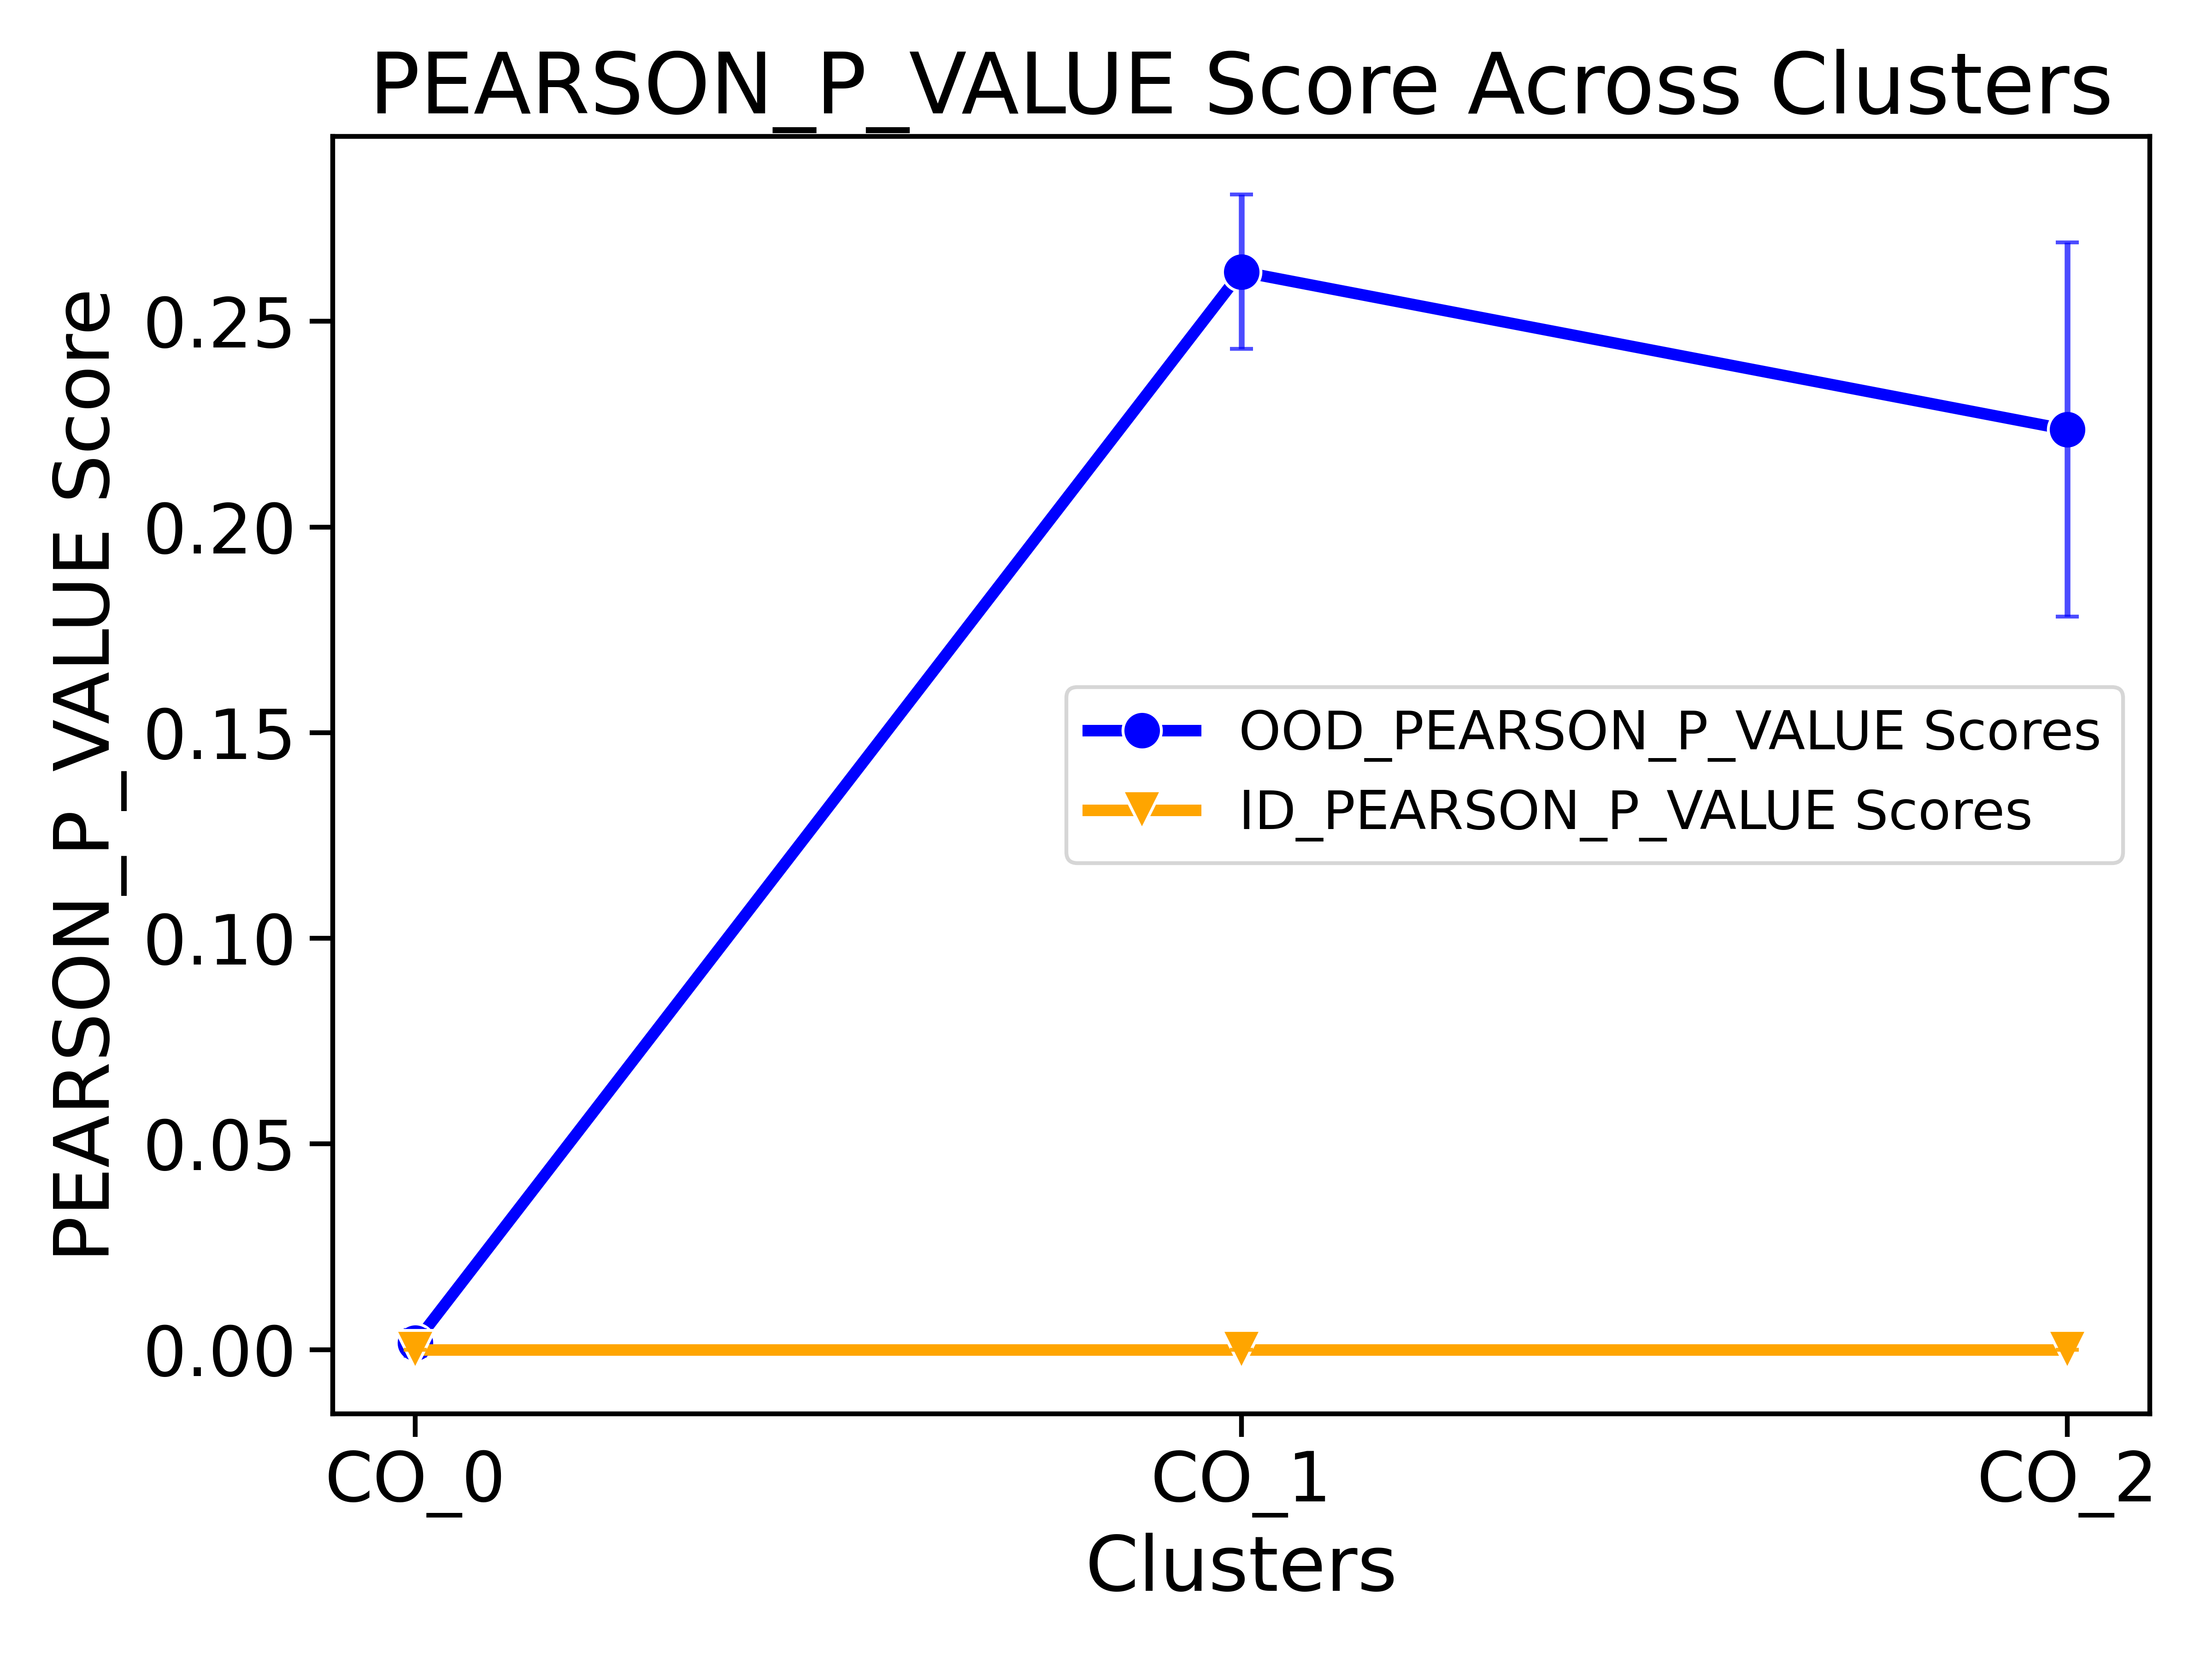 PEARSON_P_VALUE Score Across Clusters
PEARSON_P_VALUE Score
0.25
0.20
0.15
0.10
0.05
0.00
OOD_PEARSON_P_VALUE Scores
ID_PEARSON_P_VALUE Scores
CO_0 CO_1 CO_2
Clusters